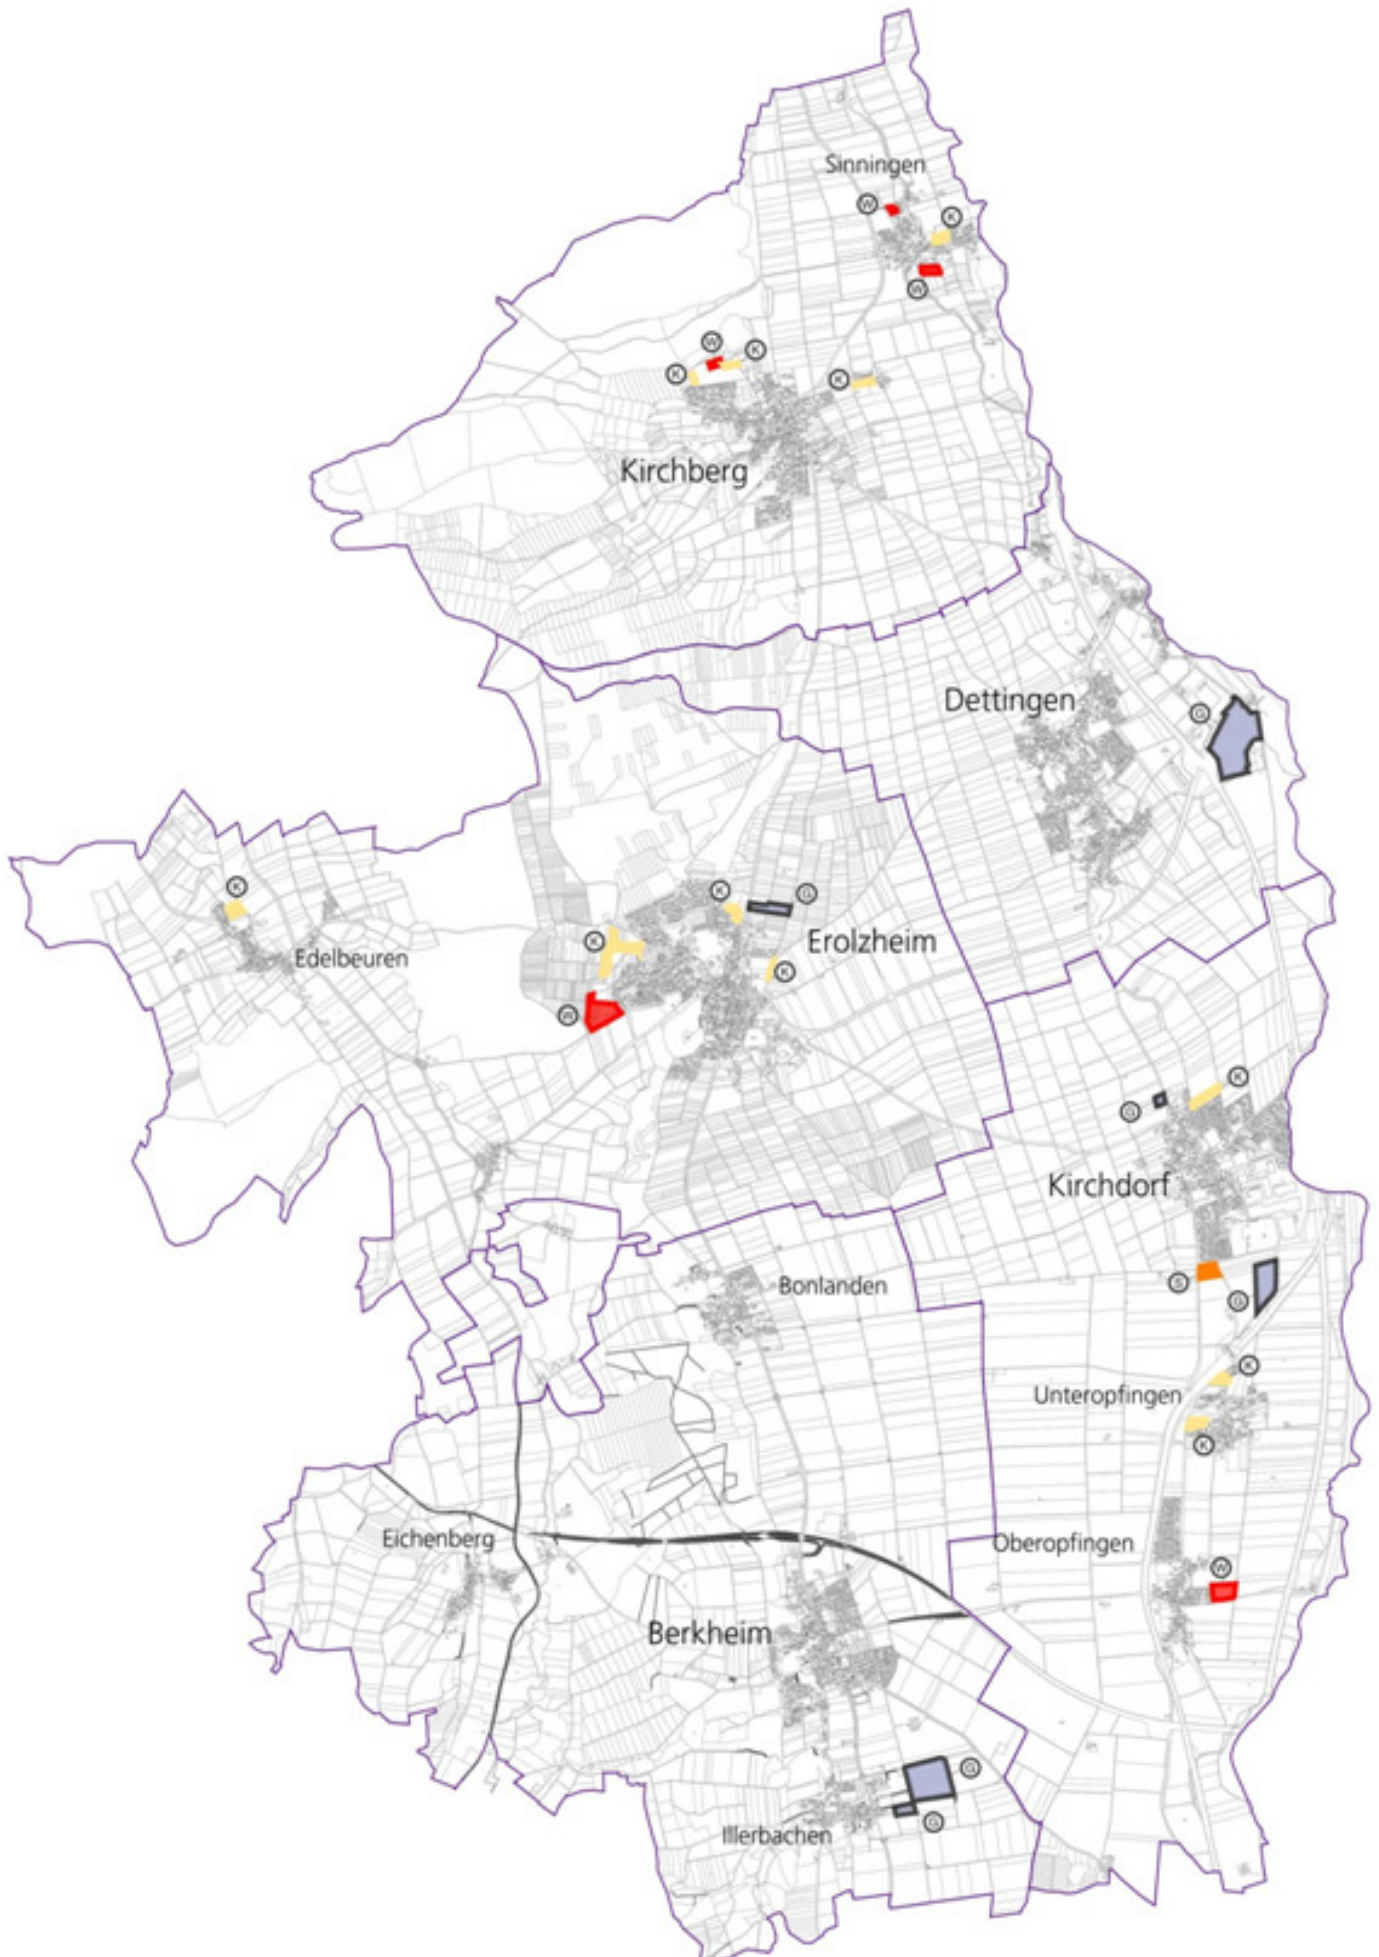 Sinningen
W
K
W
W
K
K
K
Kirchberg
Dettingen
G
K
K
G
Erolzheim
K
Edelbeuren
K
W
K
G
Kirchdorf
Bonlanden
S
G
K
Unteropfingen
K
Eichenberg
Oberopfingen
W
Berkheim
G
G
Illerbachen